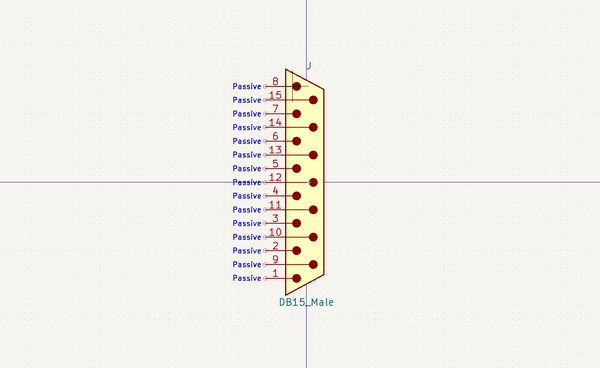 J
Passive 8
Passive 15
Passive 7
Passive 14
Passive 6
Passive 13
Passive 5
Passive 12
Passive 4
Passive 11
Passive 3
Passive 10
Passive 2
Passive 9
Passive 1
DB15_Male